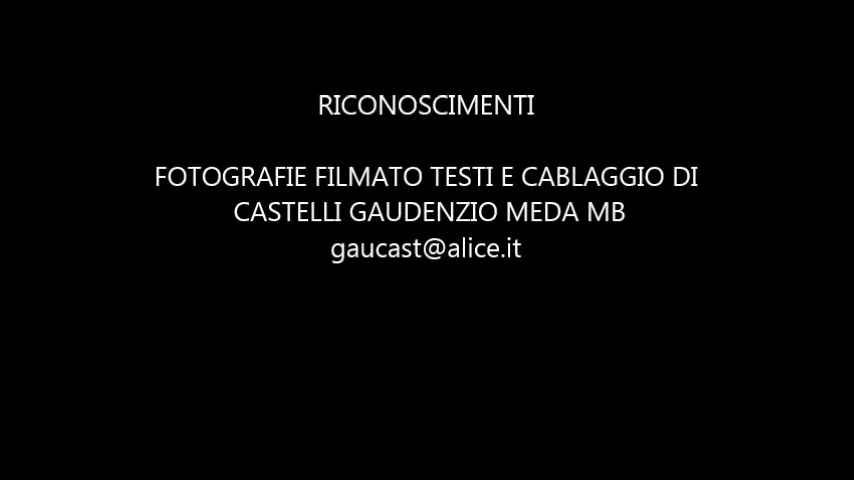 RICONOSCIMENTI
FOTOGRAFIE FILMATO TESTI E CABLAGGIO DI
CASTELLI GAUDENZIO MEDA MB
gaucast@alice.it